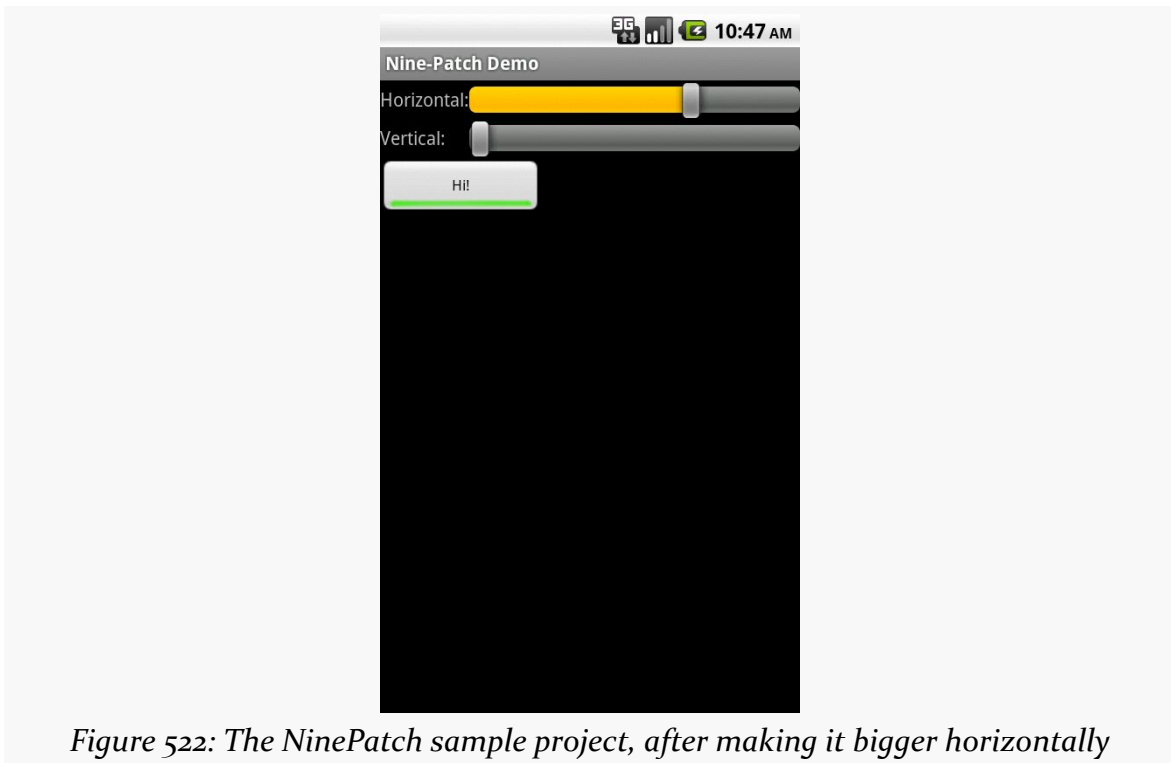 3G 10:47 AM
Nine-Patch Demo
Horizontal:
Vertical:
Hi!
Figure 522: The NinePatch sample project, after making it bigger horizontally